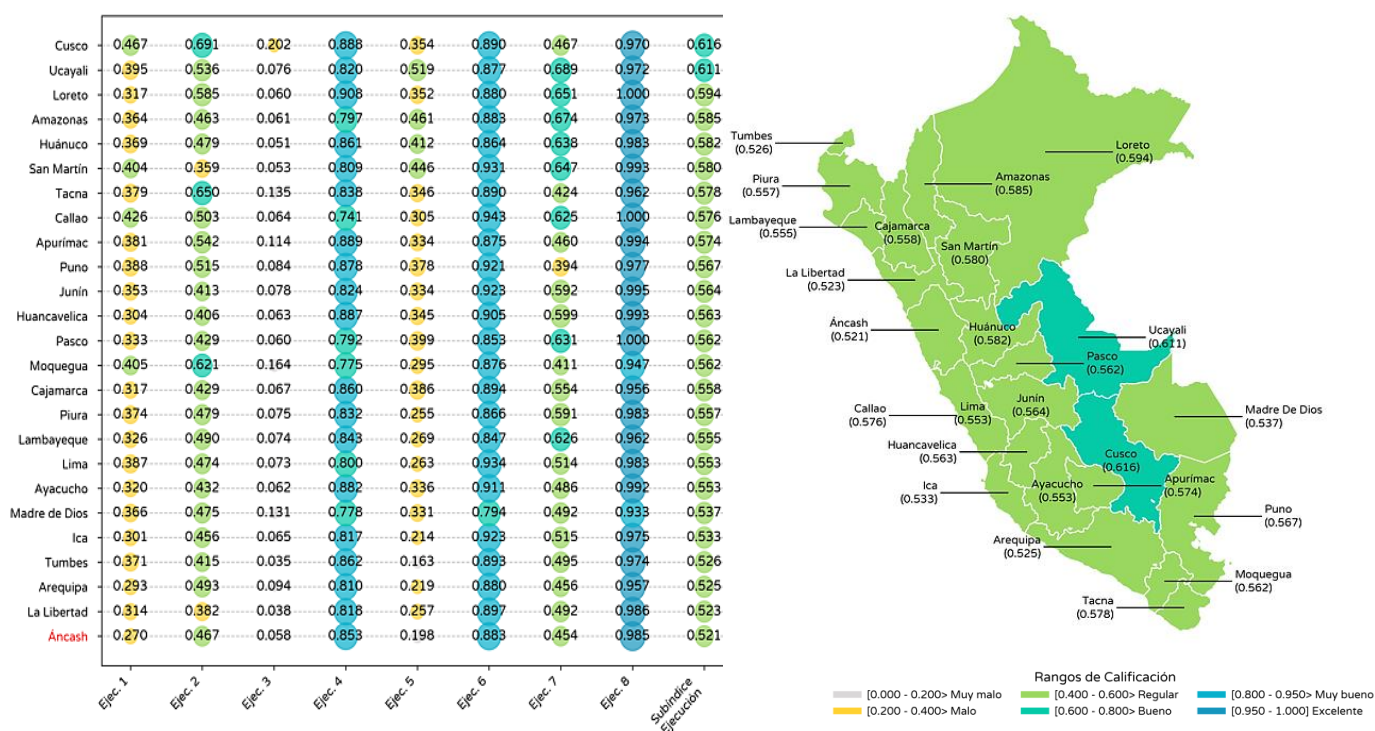 Cusco 0.467 0.691 0.202 0.888 0.354 0.890 0.467 0.970 0.616
Ucayali 0.395 0.536 0.076 0.820 0.519 0.877 0.689 0.972 0.611
Loreto 0.317 0.585 0.060 0.908 0.352 0.880 0.651 1.000 0.594
Amazonas 0.364 0.463 0.061 0.797 0.461 0.883 0.674 0.973 0.585
Huánuco 0.369 0.479 0.051 0.861 0.412 0.864 0.638 0.983 0.582
San Martín 0.404 0.359 0.053 0.809 0.446 0.931 0.647 0.993 0.580
Tacna 0.379 0.650 0.135 0.838 0.346 0.890 0.424 0.962 0.578
Callao 0.426 0.503 0.064 0.741 0.305 0.943 0.625 1.000 0.576
Apurímac 0.381 0.542 0.114 0.889 0.334 0.875 0.460 0.994 0.574
Puno 0.388 0.515 0.084 0.878 0.378 0.921 0.394 0.977 0.567
Junín 0.353 0.413 0.078 0.824 0.334 0.923 0.592 0.995 0.564
Huancavelica 0.304 0.406 0.063 0.887 0.345 0.905 0.599 0.993 0.563
Pasco 0.333 0.429 0.060 0.792 0.399 0.853 0.631 1.000 0.562
Moquegua 0.405 0.621 0.164 0.775 0.295 0.876 0.411 0.947 0.562
Cajamarca 0.317 0.429 0.067 0.860 0.386 0.894 0.554 0.956 0.558
Piura 0.374 0.479 0.075 0.832 0.255 0.866 0.591 0.983 0.557
Lambayeque 0.326 0.490 0.074 0.843 0.269 0.847 0.626 0.962 0.555
Lima 0.387 0.474 0.073 0.800 0.263 0.934 0.514 0.983 0.553
Ayacucho 0.320 0.432 0.062 0.882 0.336 0.911 0.486 0.992 0.553
Madre de Dios 0.366 0.475 0.131 0.778 0.331 0.794 0.492 0.933 0.537
Ica 0.301 0.456 0.065 0.817 0.214 0.923 0.515 0.975 0.533
Tumbes 0.371 0.415 0.035 0.862 0.163 0.893 0.495 0.974 0.526
Arequipa 0.293 0.493 0.094 0.810 0.219 0.880 0.456 0.957 0.525
La Libertad 0.314 0.382 0.038 0.818 0.257 0.897 0.492 0.986 0.523
Áncash 0.270 0.467 0.058 0.853 0.198 0.883 0.454 0.985 0.521
Ejec. 1 Ejec. 2 Ejec. 3 Ejec. 4 Ejec. 5 Ejec. 6 Ejec. 7 Ejec. 8 Subíndice
Ejecución
Tumbes
(0.526)
Loreto
(0.594)
Piura
(0.557)
Amazonas
(0.585)
Lambayeque
(0.555)
Cajamarca
(0.558)
San Martín
(0.580)
La Libertad
(0.523)
Áncash
(0.521)
Huánuco
(0.582)
Ucayali
(0.611)
Pasco
(0.562)
Callao
(0.576)
Lima
(0.553)
Junín
(0.564)
Madre De Dios
(0.537)
Huancavelica
(0.563)
Cusco
(0.616)
Ica
(0.533)
Ayacucho
(0.553)
Apurímac
(0.574)
Puno
(0.567)
Arequipa
(0.525)
Moquegua
(0.562)
Tacna
(0.578)
Rangos de Calificación
[0.000 - 0.200> Muy malo [0.400 - 0.600> Regular [0.800 - 0.950> Muy bueno
[0.200 - 0.400> Malo [0.600 - 0.800> Bueno [0.950 - 1.000] Excelente